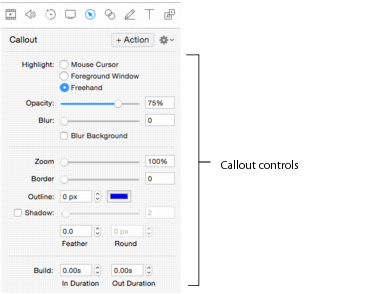 Callout + Action
Highlight: Mouse Cursor
Foreground Window
Freehand
Opacity: 75%
Blur: 0
Blur Background
Callout controls
Zoom 100%
Border 0
Outline: 0 px
Shadow: 2
0.0 0 px
Feather Round
Build: 0.00s 0.00s
In Duration Out Duration